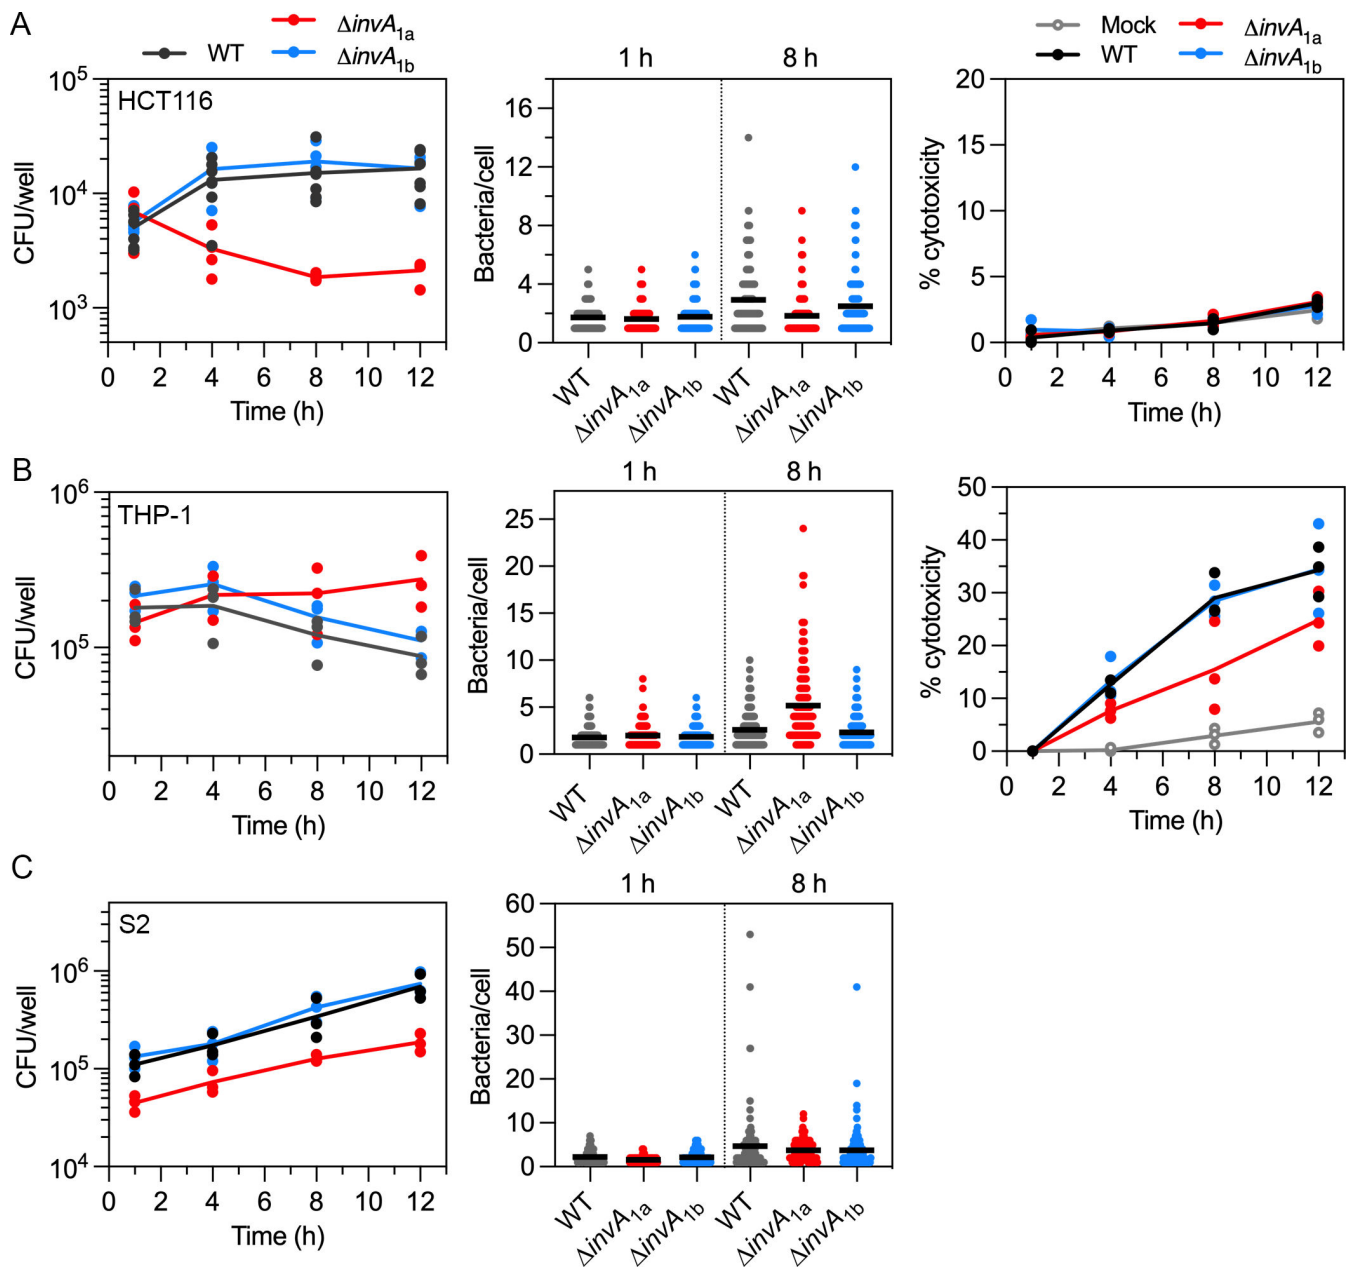 A
WT
ΔinvA1a
ΔinvA1b
HCT116
CFU/well
10^5
10^4
10^3
0 2 4 6 8 10 12
Time (h)
1 h 8 h
Bacteria/cell
16
12
8
4
0
WT ΔinvA1a ΔinvA1b WT ΔinvA1a ΔinvA1b
Mock
WT
ΔinvA1a
ΔinvA1b
% cytotoxicity
20
15
10
5
0
0 2 4 6 8 10 12
Time (h)
B
THP-1
CFU/well
10^6
10^5
0 2 4 6 8 10 12
Time (h)
1 h 8 h
Bacteria/cell
25
20
15
10
5
0
WT ΔinvA1a ΔinvA1b WT ΔinvA1a ΔinvA1b
% cytotoxicity
50
40
30
20
10
0
0 2 4 6 8 10 12
Time (h)
C
S2
CFU/well
10^6
10^5
10^4
0 2 4 6 8 10 12
Time (h)
1 h 8 h
Bacteria/cell
60
50
40
30
20
10
0
WT ΔinvA1a ΔinvA1b WT ΔinvA1a ΔinvA1b